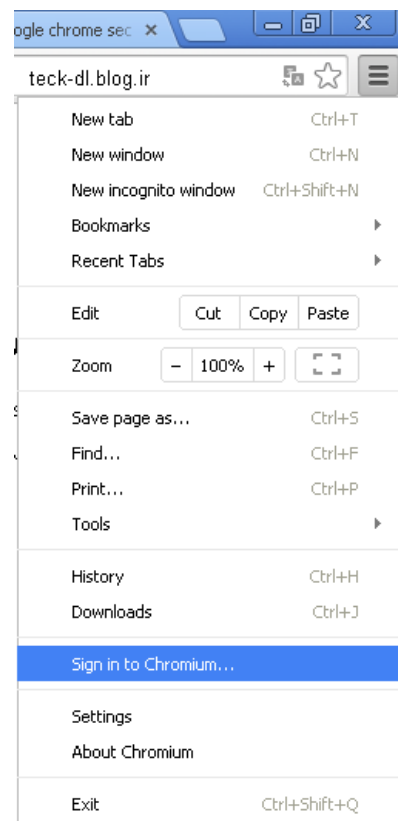 ogle chrome sec
teck-dl.blog.ir
New tab Ctrl+T
New window Ctrl+N
New incognito window Ctrl+Shift+N
Bookmarks
Recent Tabs
Edit Cut Copy Paste
Zoom − 100% +
Save page as... Ctrl+S
Find... Ctrl+F
Print... Ctrl+P
Tools
History Ctrl+H
Downloads Ctrl+J
Sign in to Chromium...
Settings
About Chromium
Exit Ctrl+Shift+Q